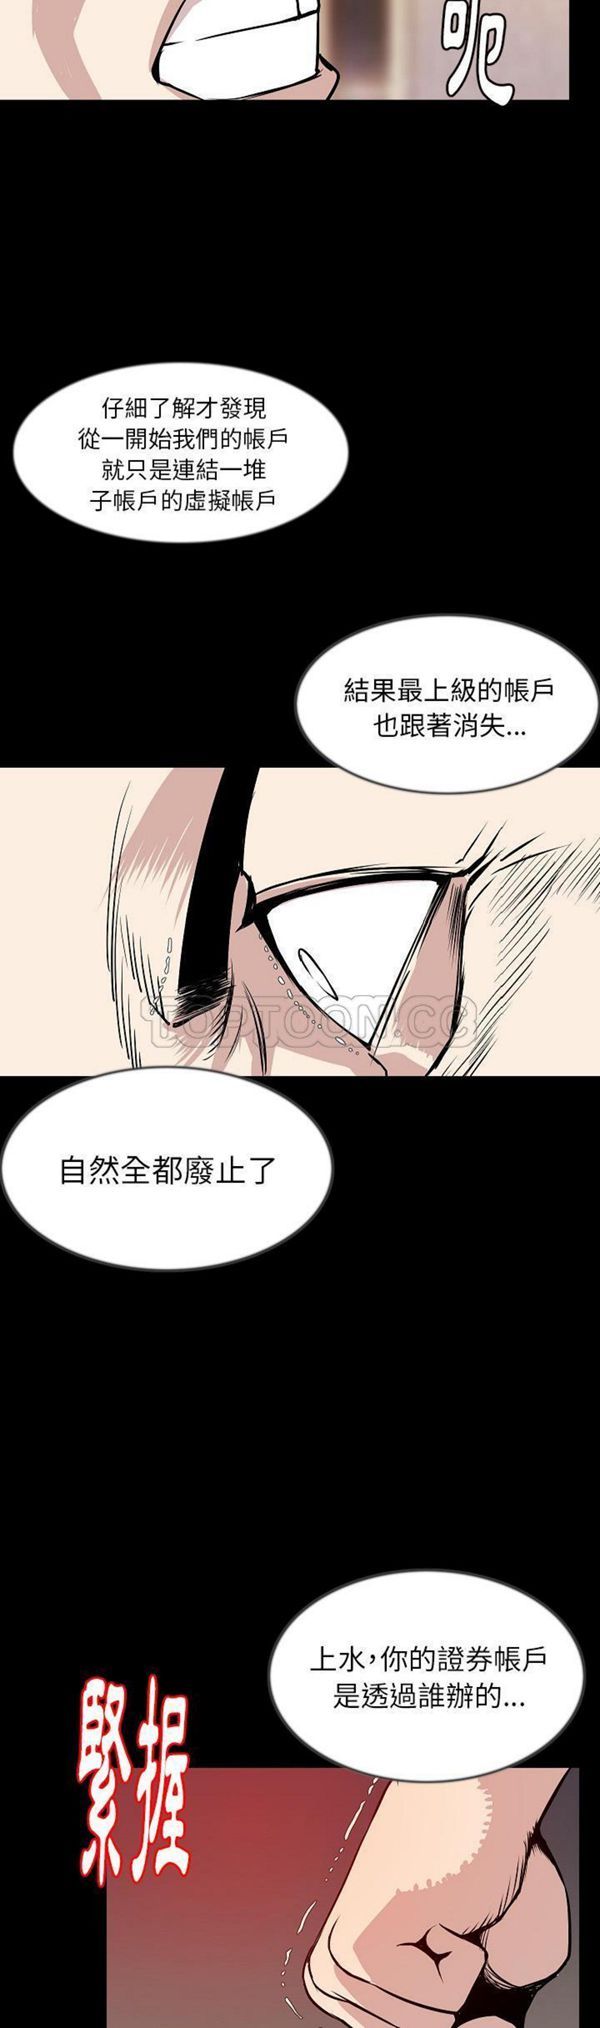 呃
仔細了解才發現
從一開始我們的帳戶
就只是連結一堆
子帳戶的虛擬帳戶
結果最上級的帳戶
也跟著消失...
TOPTOON.CC
自然全都廢止了
上水，你的證券帳戶
是透過誰辦的...
緊握